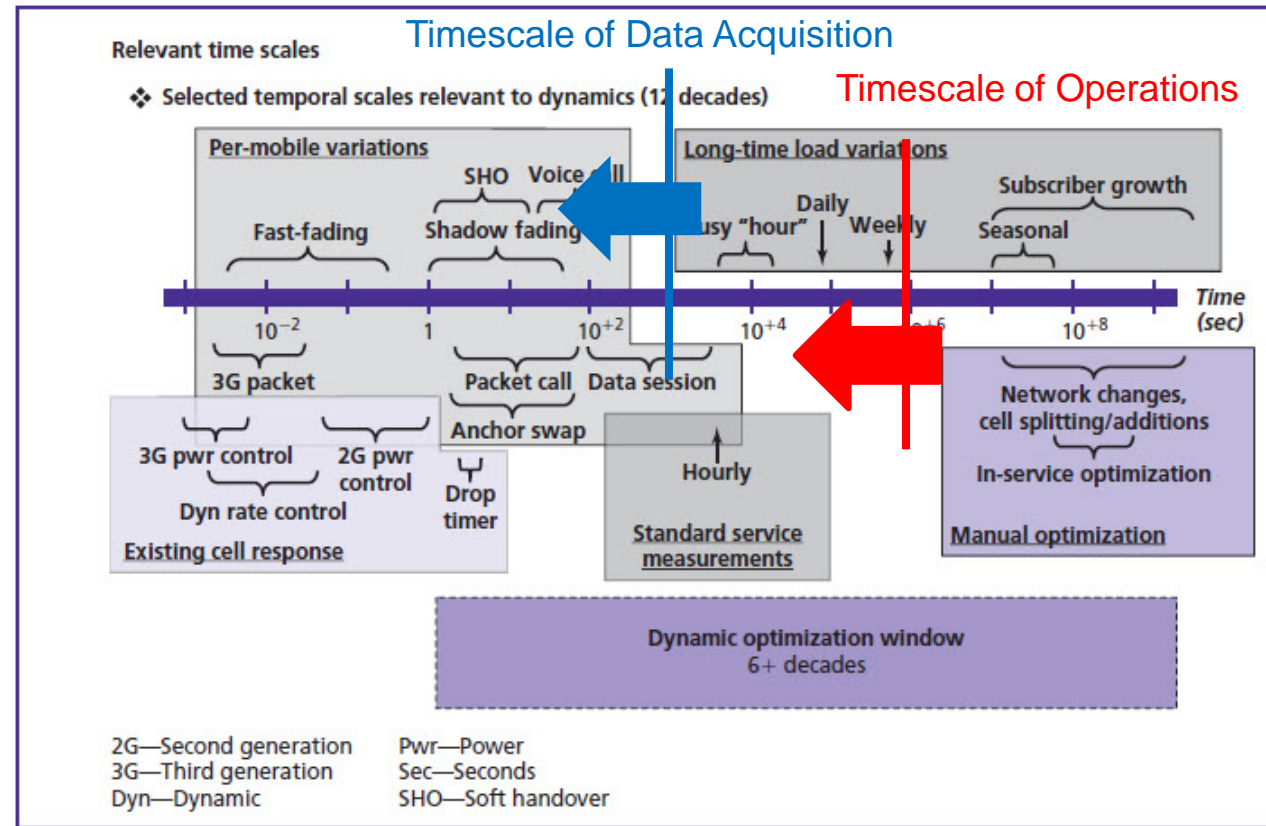 Timescale of Data Acquisition
Relevant time scales
Timescale of Operations
❖ Selected temporal scales relevant to dynamics (12 decades)
Per-mobile variations
Long-time load variations
SHO Voice
Subscriber growth
Daily
Fast-fading
Shadow fading
"hour"
Weekly
Seasonal
Time
(sec)
10⁻²
1
10⁺²
10⁺⁴
10⁺⁸
3G packet
Packet call
Data session
Network changes,
cell splitting/additions
Anchor swap
3G pwr control
2G pwr
control
Dyn rate control
Drop
timer
Hourly
In-service optimization
Existing cell response
Standard service
measurements
Manual optimization
Dynamic optimization window
6+ decades
2G—Second generation
3G—Third generation
Dyn—Dynamic
Pwr—Power
Sec—Seconds
SHO—Soft handover